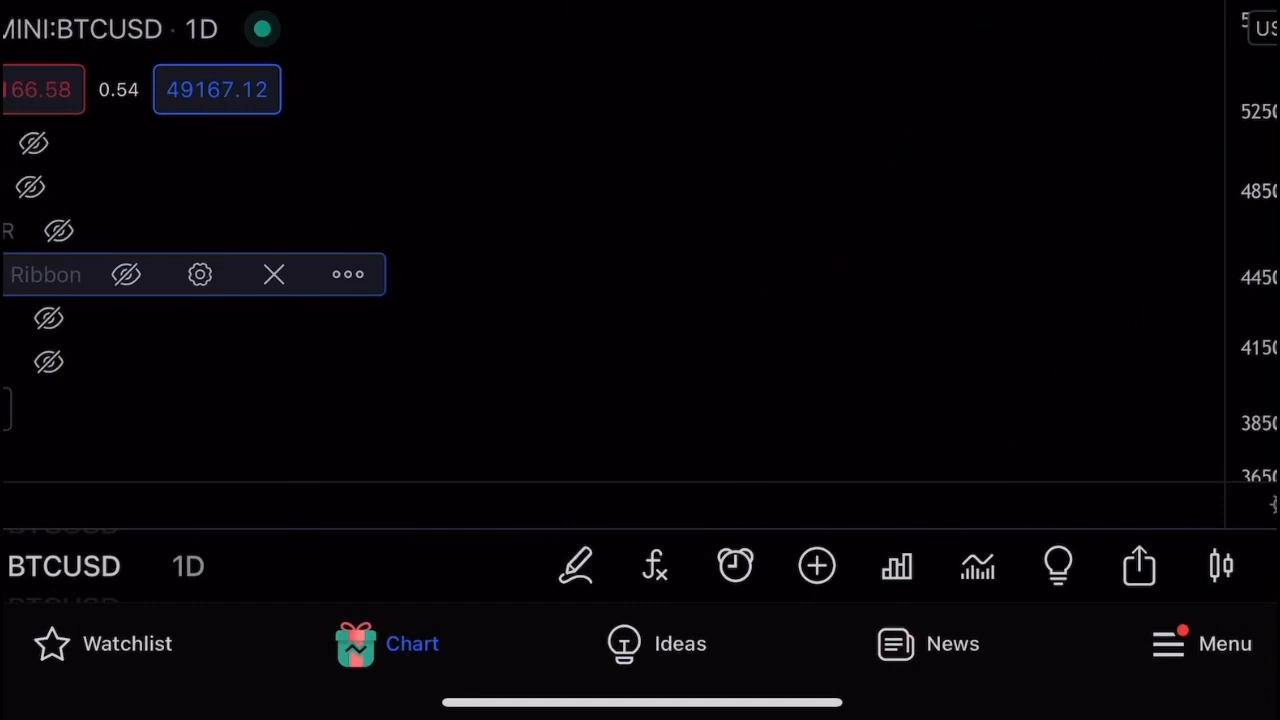 MINI:BTCUSD · 1D
166.58 0.54 49167.12
R
Ribbon
US
5250
4850
4450
4150
3850
3650
BTCUSD 1D
Watchlist Chart Ideas News Menu